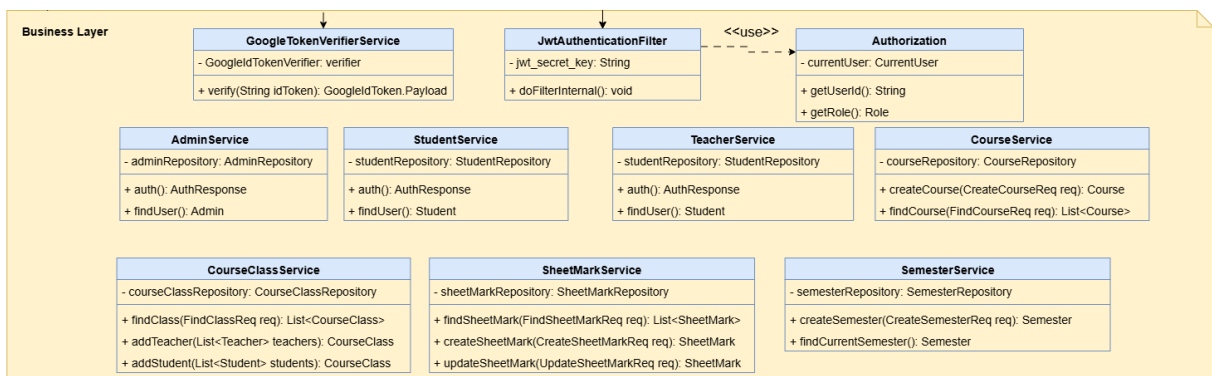 Business Layer
GoogleTokenVerifierService
- GoogleIdTokenVerifier: verifier
+ verify(String idToken): GoogleIdToken.Payload
JwtAuthenticationFilter
- jwt_secret_key: String
+ doFilterInternal(): void
<<use>>
Authorization
- currentUser: CurrentUser
+ getUserId(): String
+ getRole(): Role
AdminService
- adminRepository: AdminRepository
+ auth(): AuthResponse
+ findUser(): Admin
StudentService
- studentRepository: StudentRepository
+ auth(): AuthResponse
+ findUser(): Student
TeacherService
- studentRepository: StudentRepository
+ auth(): AuthResponse
+ findUser(): Student
CourseService
- courseRepository: CourseRepository
+ createCourse(CreateCourseReq req): Course
+ findCourse(FindCourseReq req): List<Course>
CourseClassService
- courseClassRepository: CourseClassRepository
+ findClass(FindClassReq req): List<CourseClass>
+ addTeacher(List<Teacher> teachers): CourseClass
+ addStudent(List<Student> students): CourseClass
SheetMarkService
- sheetMarkRepository: SheetMarkRepository
+ findSheetMark(FindSheetMarkReq req): List<SheetMark>
+ createSheetMark(CreateSheetMarkReq req): SheetMark
+ updateSheetMark(UpdateSheetMarkReq req): SheetMark
SemesterService
- semesterRepository: SemesterRepository
+ createSemester(CreateSemesterReq req): Semester
+ findCurrentSemester(): Semester